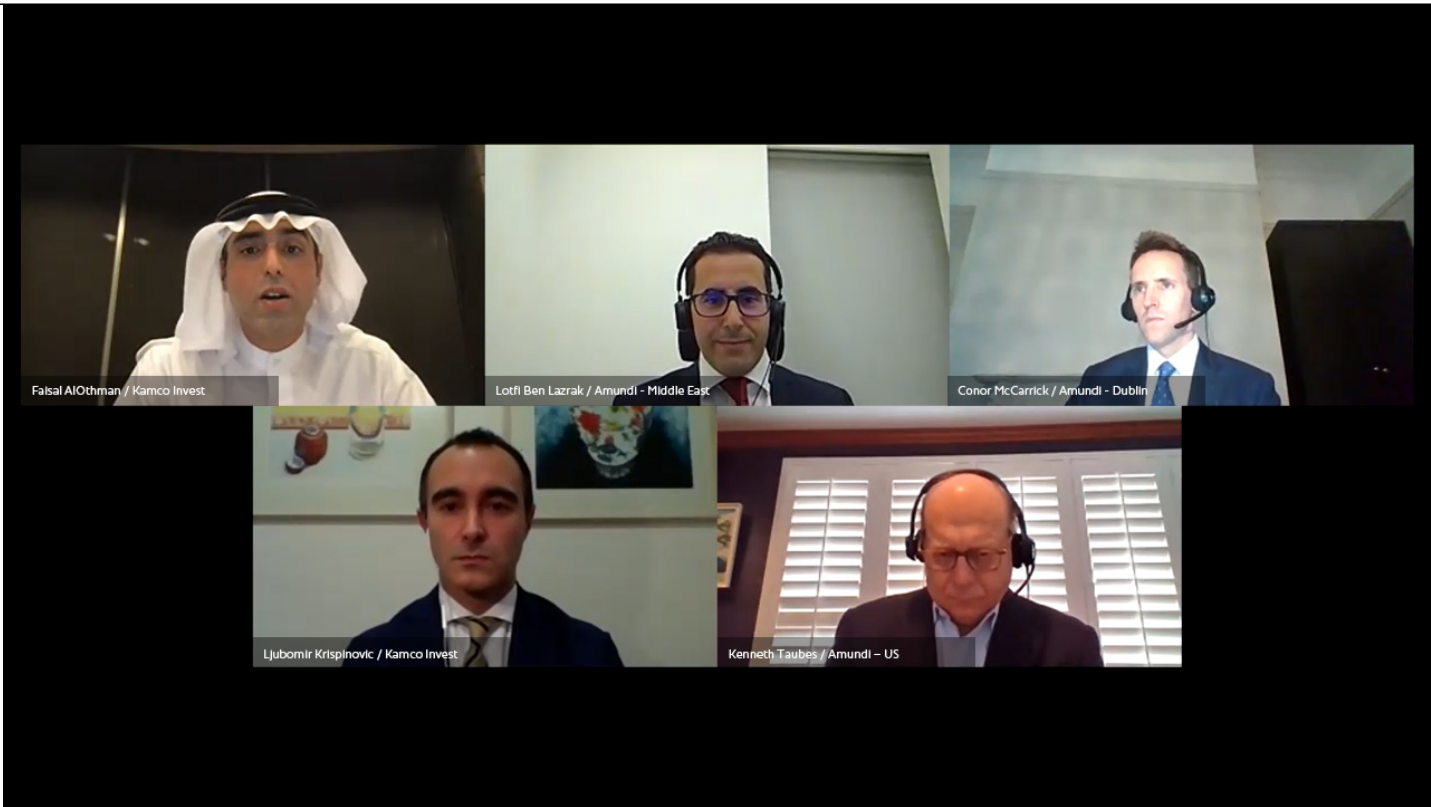 Faisal AlOthman / Kamco Invest
Lotfi Ben Lazrak / Amundi - Middle East
Conor McCarrick / Amundi - Dublin
Ljubomir Krispinovic / Kamco Invest
Kenneth Taubes / Amundi – US